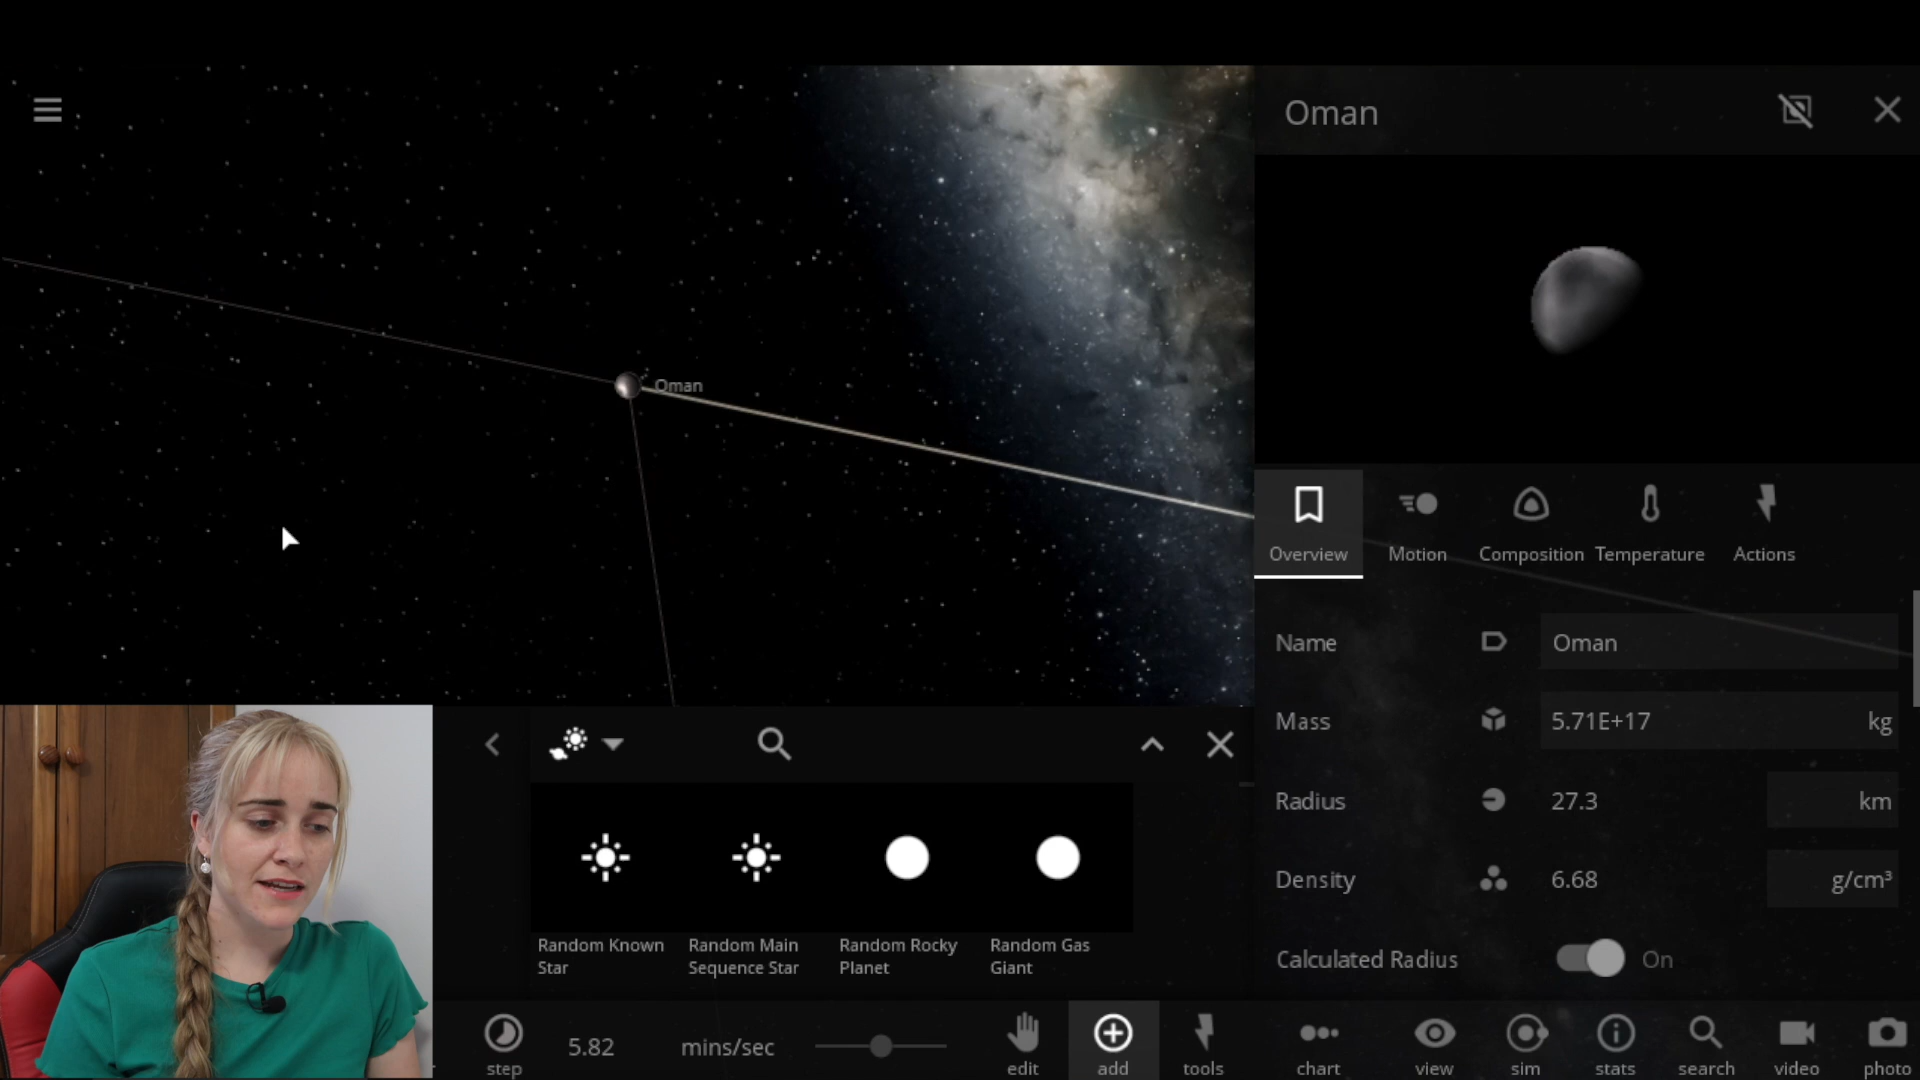 Oman
Oman
Overview
Motion
Composition
Temperature
Actions
Name
Oman
Mass
5.71E+17
kg
Radius
27.3
km
Density
6.68
g/cm³
Calculated Radius
On
Random Known
Star
Random Main
Sequence Star
Random Rocky
Planet
Random Gas
Giant
step
5.82
mins/sec
edit
add
tools
chart
view
sim
stats
search
video
photo